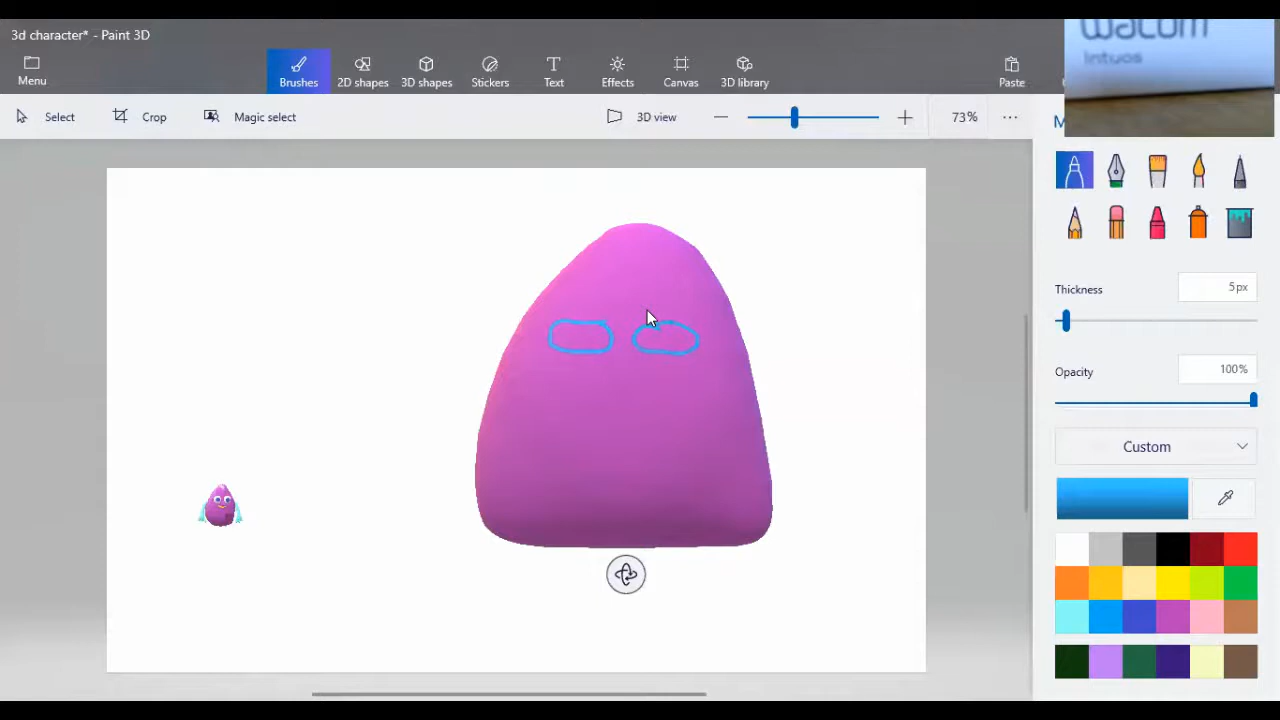 3d character* - Paint 3D
wacom
Intuos
Menu
Brushes
2D shapes
3D shapes
Stickers
Text
Effects
Canvas
3D library
Paste
Select
Crop
Magic select
3D view
73%
Thickness
5px
Opacity
100%
Custom